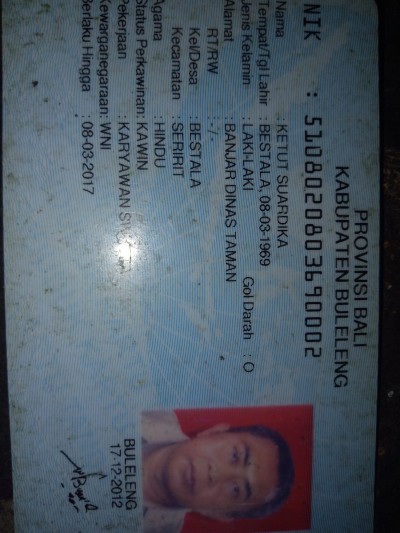 PROVINSI BALI
KABUPATEN BULELENG
NIK : 5108020803690002
Nama : KETUT SUARDIKA
Tempat/Tgl Lahir : BESTALA, 08-03-1969
Jenis Kelamin : LAKI-LAKI Gol Darah : O
Alamat : BANJAR DINAS TAMAN
RT/RW : -/-
Kel/Desa : BESTALA
Kecamatan : SERIRIT
Agama : HINDU
Status Perkawinan: KAWIN
Pekerjaan : KARYAWAN
Kewarganegaraan: WNI
Berlaku Hingga : 08-03-2017
BULELENG
17-12-2012